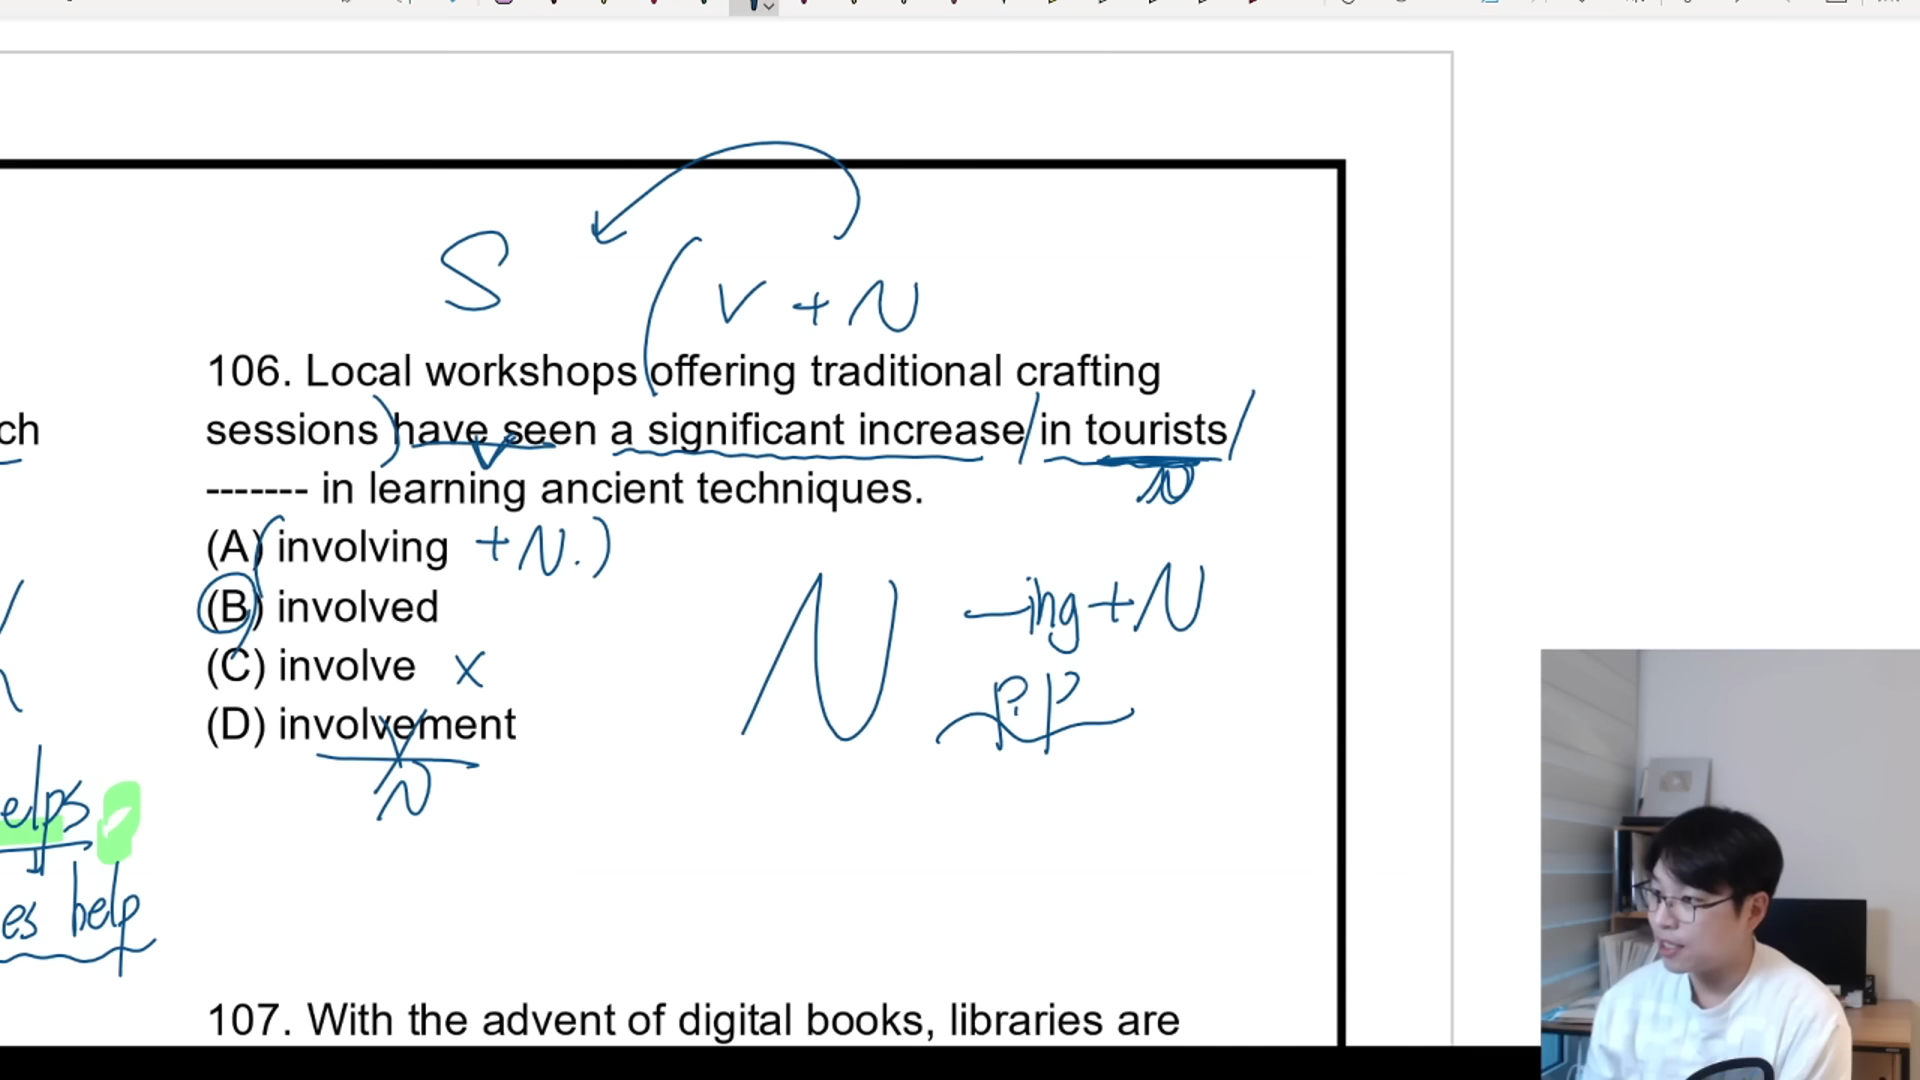 S
( V + N
106. Local workshops offering traditional crafting
sessions ) have seen a significant increase / in tourists /
V
------- in learning ancient techniques.
N
(A) involving + N. )
(B) involved
(C) involve X
(D) involvement
N
N -ing + N
P.P
ch
elps
es help
107. With the advent of digital books, libraries are